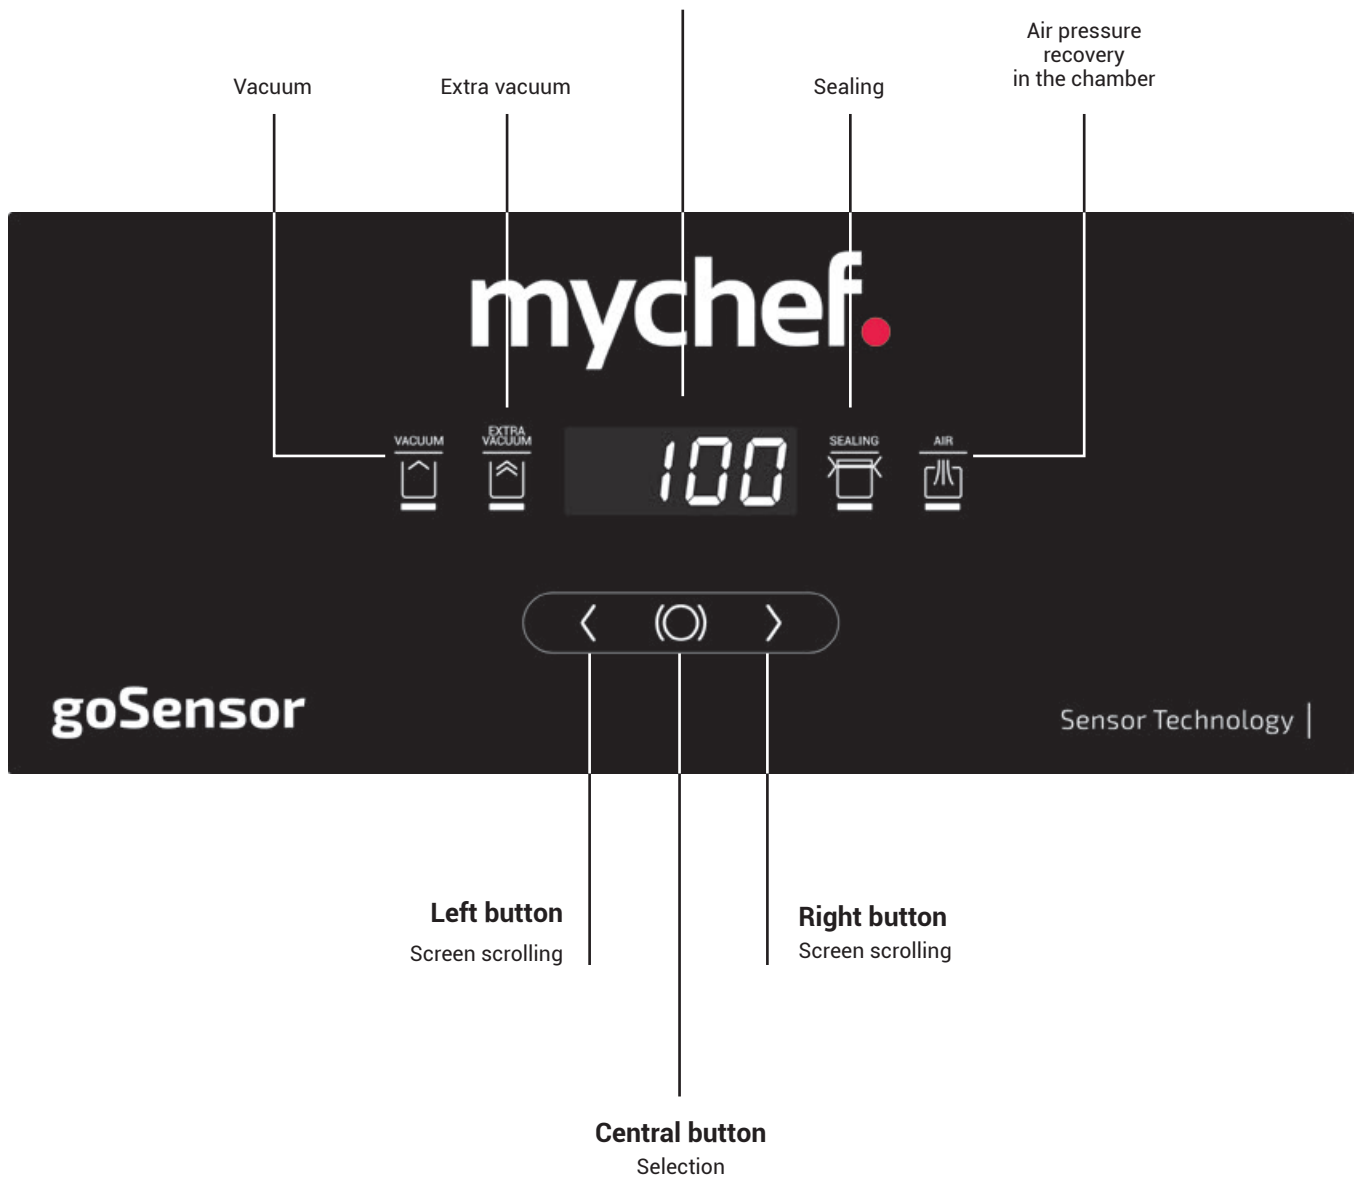 Air pressure
recovery
in the chamber
Vacuum
Extra vacuum
Sealing
mychef.
VACUUM
EXTRA
VACUUM
100
SEALING
AIR
goSensor
Sensor Technology
Left button
Screen scrolling
Right button
Screen scrolling
Central button
Selection